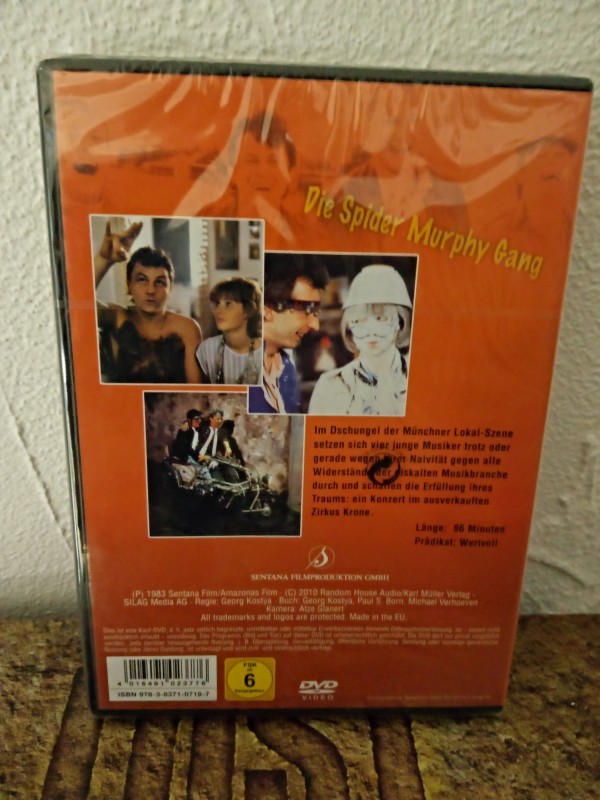 Die Spider Murphy Gang
Im Dschungel der Münchner Lokal-Szene
setzen sich vier junge Musiker trotz oder
gerade wegen ihrer Naivität gegen alle
Widerstände der eiskalten Musikbranche
durch und schaffen die Erfüllung ihres
Traums: ein Konzert im ausverkauften
Zirkus Krone.
Länge: 96 Minuten
Prädikat: Wertvoll
SENTANA FILMPRODUKTION GMBH
(P) 1983 Sentana Film/Amazonas Film - (C) 2010 Random House Audio/Karl Müller Verlag -
SILAG Media AG - Regie: Georg Kostya - Buch: Georg Kostya, Paul S. Born, Michael Verhoeven
Kamera: Atze Glanert
All trademarks and logos are protected. Made in the EU.
4 016491 023776
ISBN 978-3-8371-0719-7
FSK
ab
6
freigegeben
DVD
VIDEO